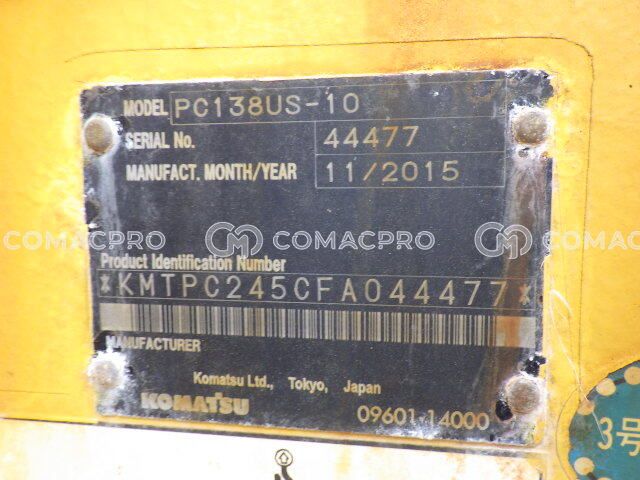 MODEL PC138US-10
SERIAL No. 44477
MANUFACT. MONTH/YEAR 11/2015
COMACPRO COMACPRO COMACPRO
Product Identification Number
*KMTPC245CFA044477*
MANUFACTURER
Komatsu Ltd., Tokyo, Japan
KOMATSU 09601-14000
3号